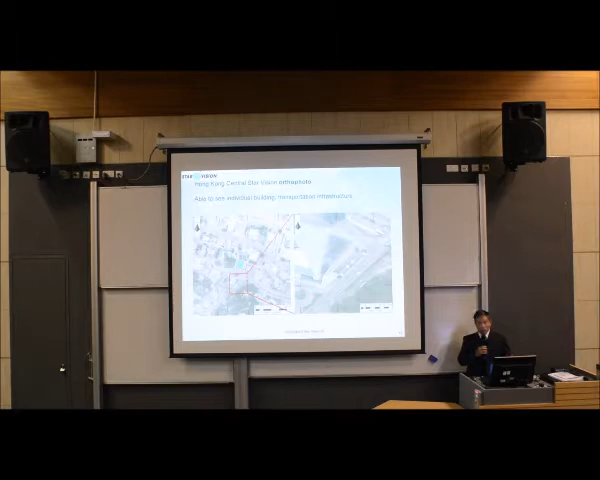 STAR VISION
Hong Kong Central Star Vision orthophoto
Able to see individual building, transportation infrastructure